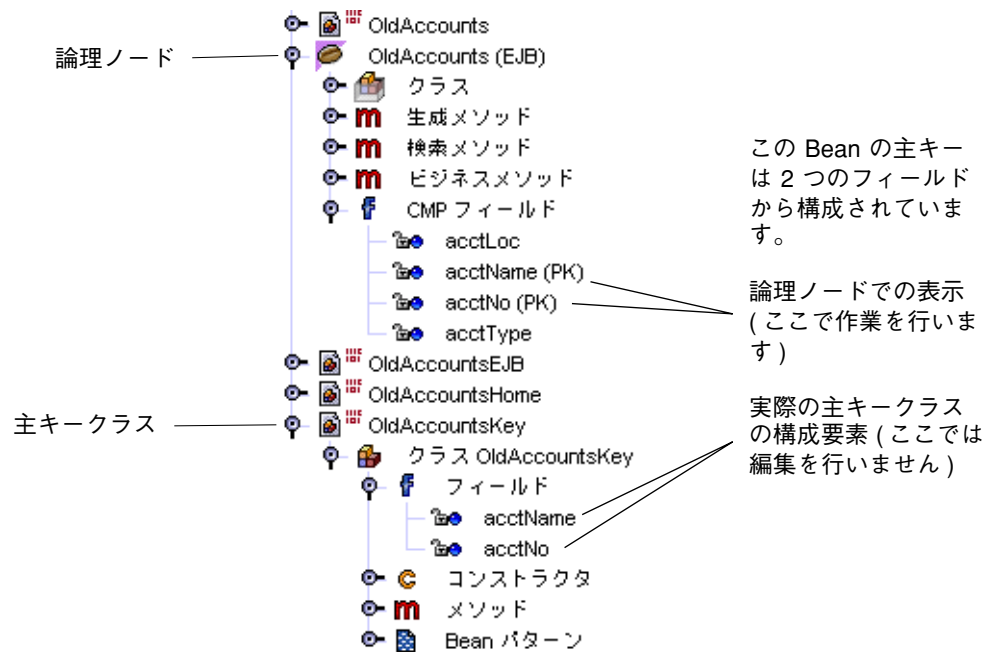 OldAccounts
論理ノード
OldAccounts (EJB)
クラス
生成メソッド
検索メソッド
ビジネスメソッド
CMP フィールド
acctLoc
acctName (PK)
acctNo (PK)
acctType
OldAccountsEJB
OldAccountsHome
主キークラス
OldAccountsKey
クラス OldAccountsKey
フィールド
acctName
acctNo
コンストラクタ
メソッド
Bean パターン
この Bean の主キー
は 2 つのフィールド
から構成されていま
す。
論理ノードでの表示
( ここで作業を行いま
す )
実際の主キークラス
の構成要素 ( ここでは
編集を行いません )